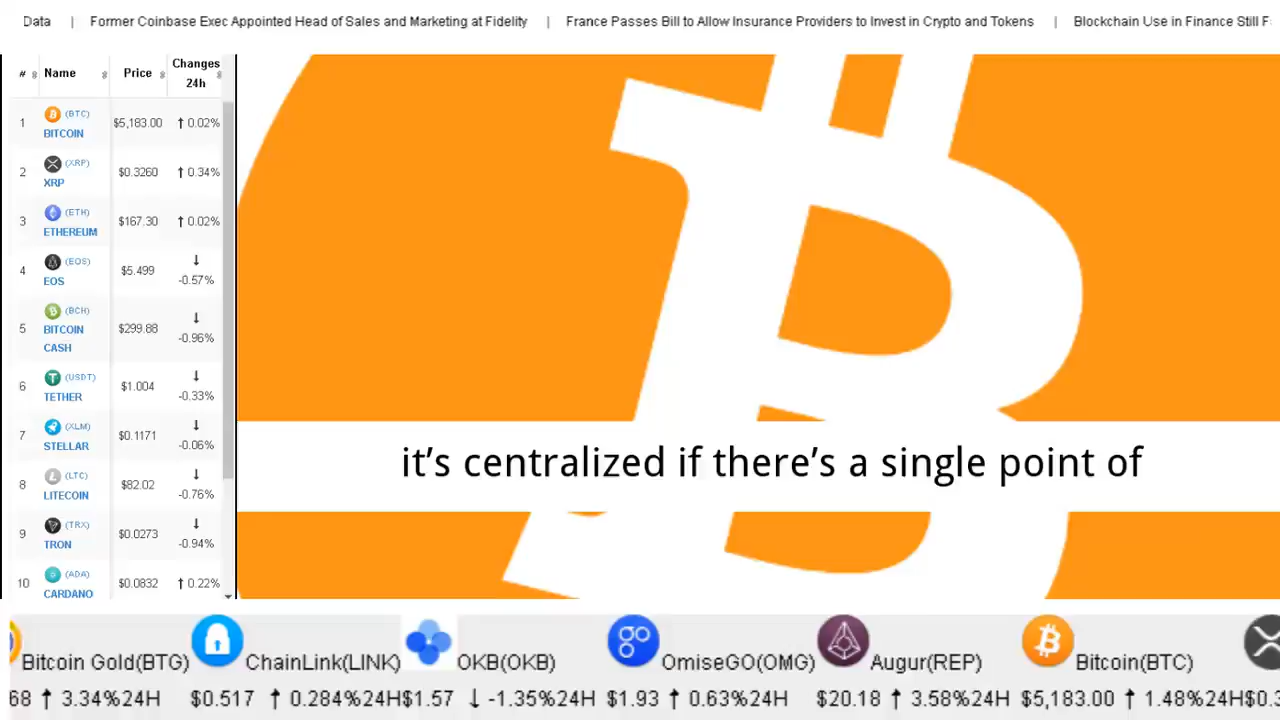 Data | Former Coinbase Exec Appointed Head of Sales and Marketing at Fidelity | France Passes Bill to Allow Insurance Providers to Invest in Crypto and Tokens | Blockchain Use in Finance Still
# Name Price Changes 24h
1 (BTC) BITCOIN $5,183.00 ↑ 0.02%
2 (XRP) XRP $0.3260 ↑ 0.34%
3 (ETH) ETHEREUM $167.30 ↑ 0.02%
4 (EOS) EOS $5.499 ↓ -0.57%
5 (BCH) BITCOIN CASH $299.88 ↓ -0.96%
6 (USDT) TETHER $1.004 ↓ -0.33%
7 (XLM) STELLAR $0.1171 ↓ -0.06%
8 (LTC) LITECOIN $82.02 ↓ -0.76%
9 (TRX) TRON $0.0273 ↓ -0.94%
10 (ADA) CARDANO $0.0832 ↑ 0.22%
it’s centralized if there’s a single point of
Bitcoin Gold(BTG) ChainLink(LINK) OKB(OKB) OmiseGO(OMG) Augur(REP) Bitcoin(BTC)
68 ↑ 3.34%24H $0.517 ↑ 0.284%24H $1.57 ↓ -1.35%24H $1.93 ↑ 0.63%24H $20.18 ↑ 3.58%24H $5,183.00 ↑ 1.48%24H